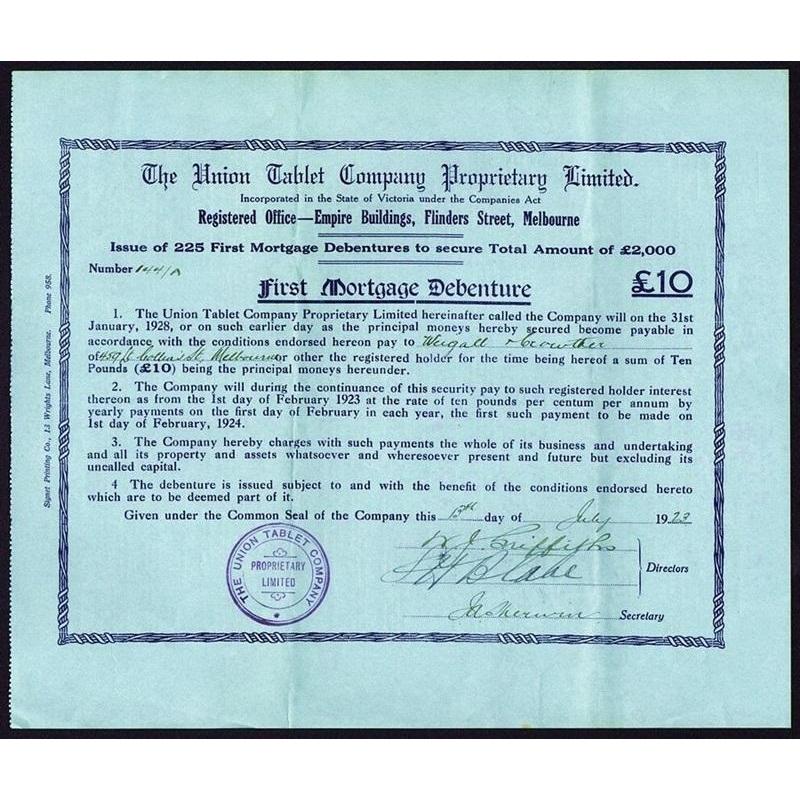 The Union Tablet Company Proprietary Limited.
Incorporated in the State of Victoria under the Companies Act
Registered Office—Empire Buildings, Flinders Street, Melbourne
Issue of 225 First Mortgage Debentures to secure Total Amount of £2,000
Number 144/A
First Mortgage Debenture
£10
1. The Union Tablet Company Proprietary Limited hereinafter called the Company will on the 31st
January, 1928, or on such earlier day as the principal moneys hereby secured become payable in
accordance with the conditions endorsed hereon pay to Weigall & Crowther
of 459 Collins St. Melbourne or other the registered holder for the time being hereof a sum of Ten
Pounds (£10) being the principal moneys hereunder.
2. The Company will during the continuance of this security pay to such registered holder interest
thereon as from the 1st day of February 1923 at the rate of ten pounds per centum per annum by
yearly payments on the first day of February in each year, the first such payment to be made on
1st day of February, 1924.
3. The Company hereby charges with such payments the whole of its business and undertaking
and all its property and assets whatsoever and wheresoever present and future but excluding its
uncalled capital.
4 The debenture is issued subject to and with the benefit of the conditions endorsed hereto
which are to be deemed part of it.
Given under the Common Seal of the Company this 13th day of July 1923
THE UNION TABLET COMPANY
PROPRIETARY
LIMITED
Griffiths
Blake
Directors
Secretary
Signet Printing Co., 13 Wrights Lane, Melbourne. Phone 958.